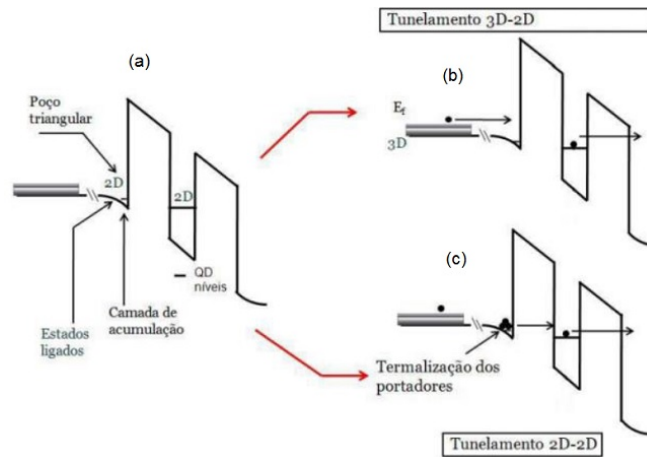 Tunelamento 3D-2D
(a)
(b)
Poço
triangular
E_f
3D
2D
2D
QD
níveis
Camada de
acumulação
Estados
ligados
(c)
Termalização dos
portadores
Tunelamento 2D-2D